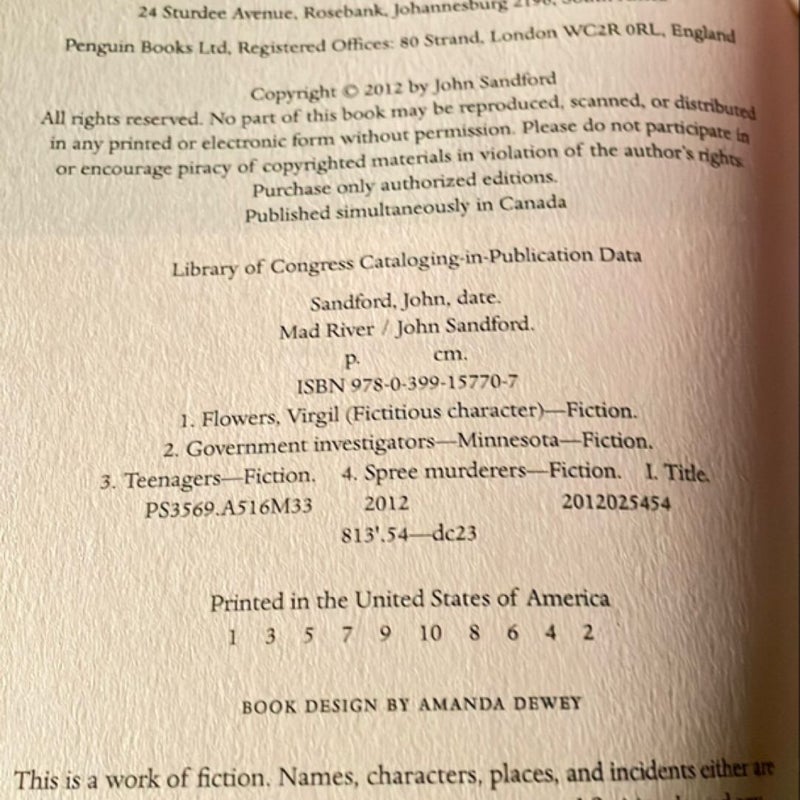 24 Sturdee Avenue, Rosebank, Johannesburg
Penguin Books Ltd, Registered Offices: 80 Strand, London WC2R 0RL, England
Copyright © 2012 by John Sandford
All rights reserved. No part of this book may be reproduced, scanned, or distributed
in any printed or electronic form without permission. Please do not participate in
or encourage piracy of copyrighted materials in violation of the author's rights.
Purchase only authorized editions.
Published simultaneously in Canada
Library of Congress Cataloging-in-Publication Data
Sandford, John, date.
Mad River / John Sandford.
p. cm.
ISBN 978-0-399-15770-7
1. Flowers, Virgil (Fictitious character)—Fiction.
2. Government investigators—Minnesota—Fiction.
3. Teenagers—Fiction. 4. Spree murderers—Fiction. I. Title.
PS3569.A516M33 2012 2012025454
813'.54—dc23
Printed in the United States of America
1 3 5 7 9 10 8 6 4 2
BOOK DESIGN BY AMANDA DEWEY
This is a work of fiction. Names, characters, places, and incidents either are